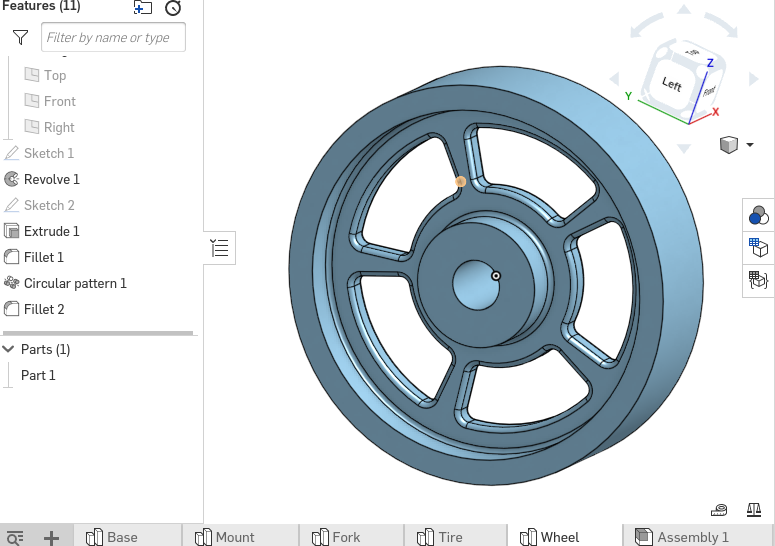 Features (11)
Filter by name or type
Top
Front
Right
Sketch 1
Revolve 1
Sketch 2
Extrude 1
Fillet 1
Circular pattern 1
Fillet 2
Parts (1)
Part 1
Left
Front
Z
Y
X
Base
Mount
Fork
Tire
Wheel
Assembly 1